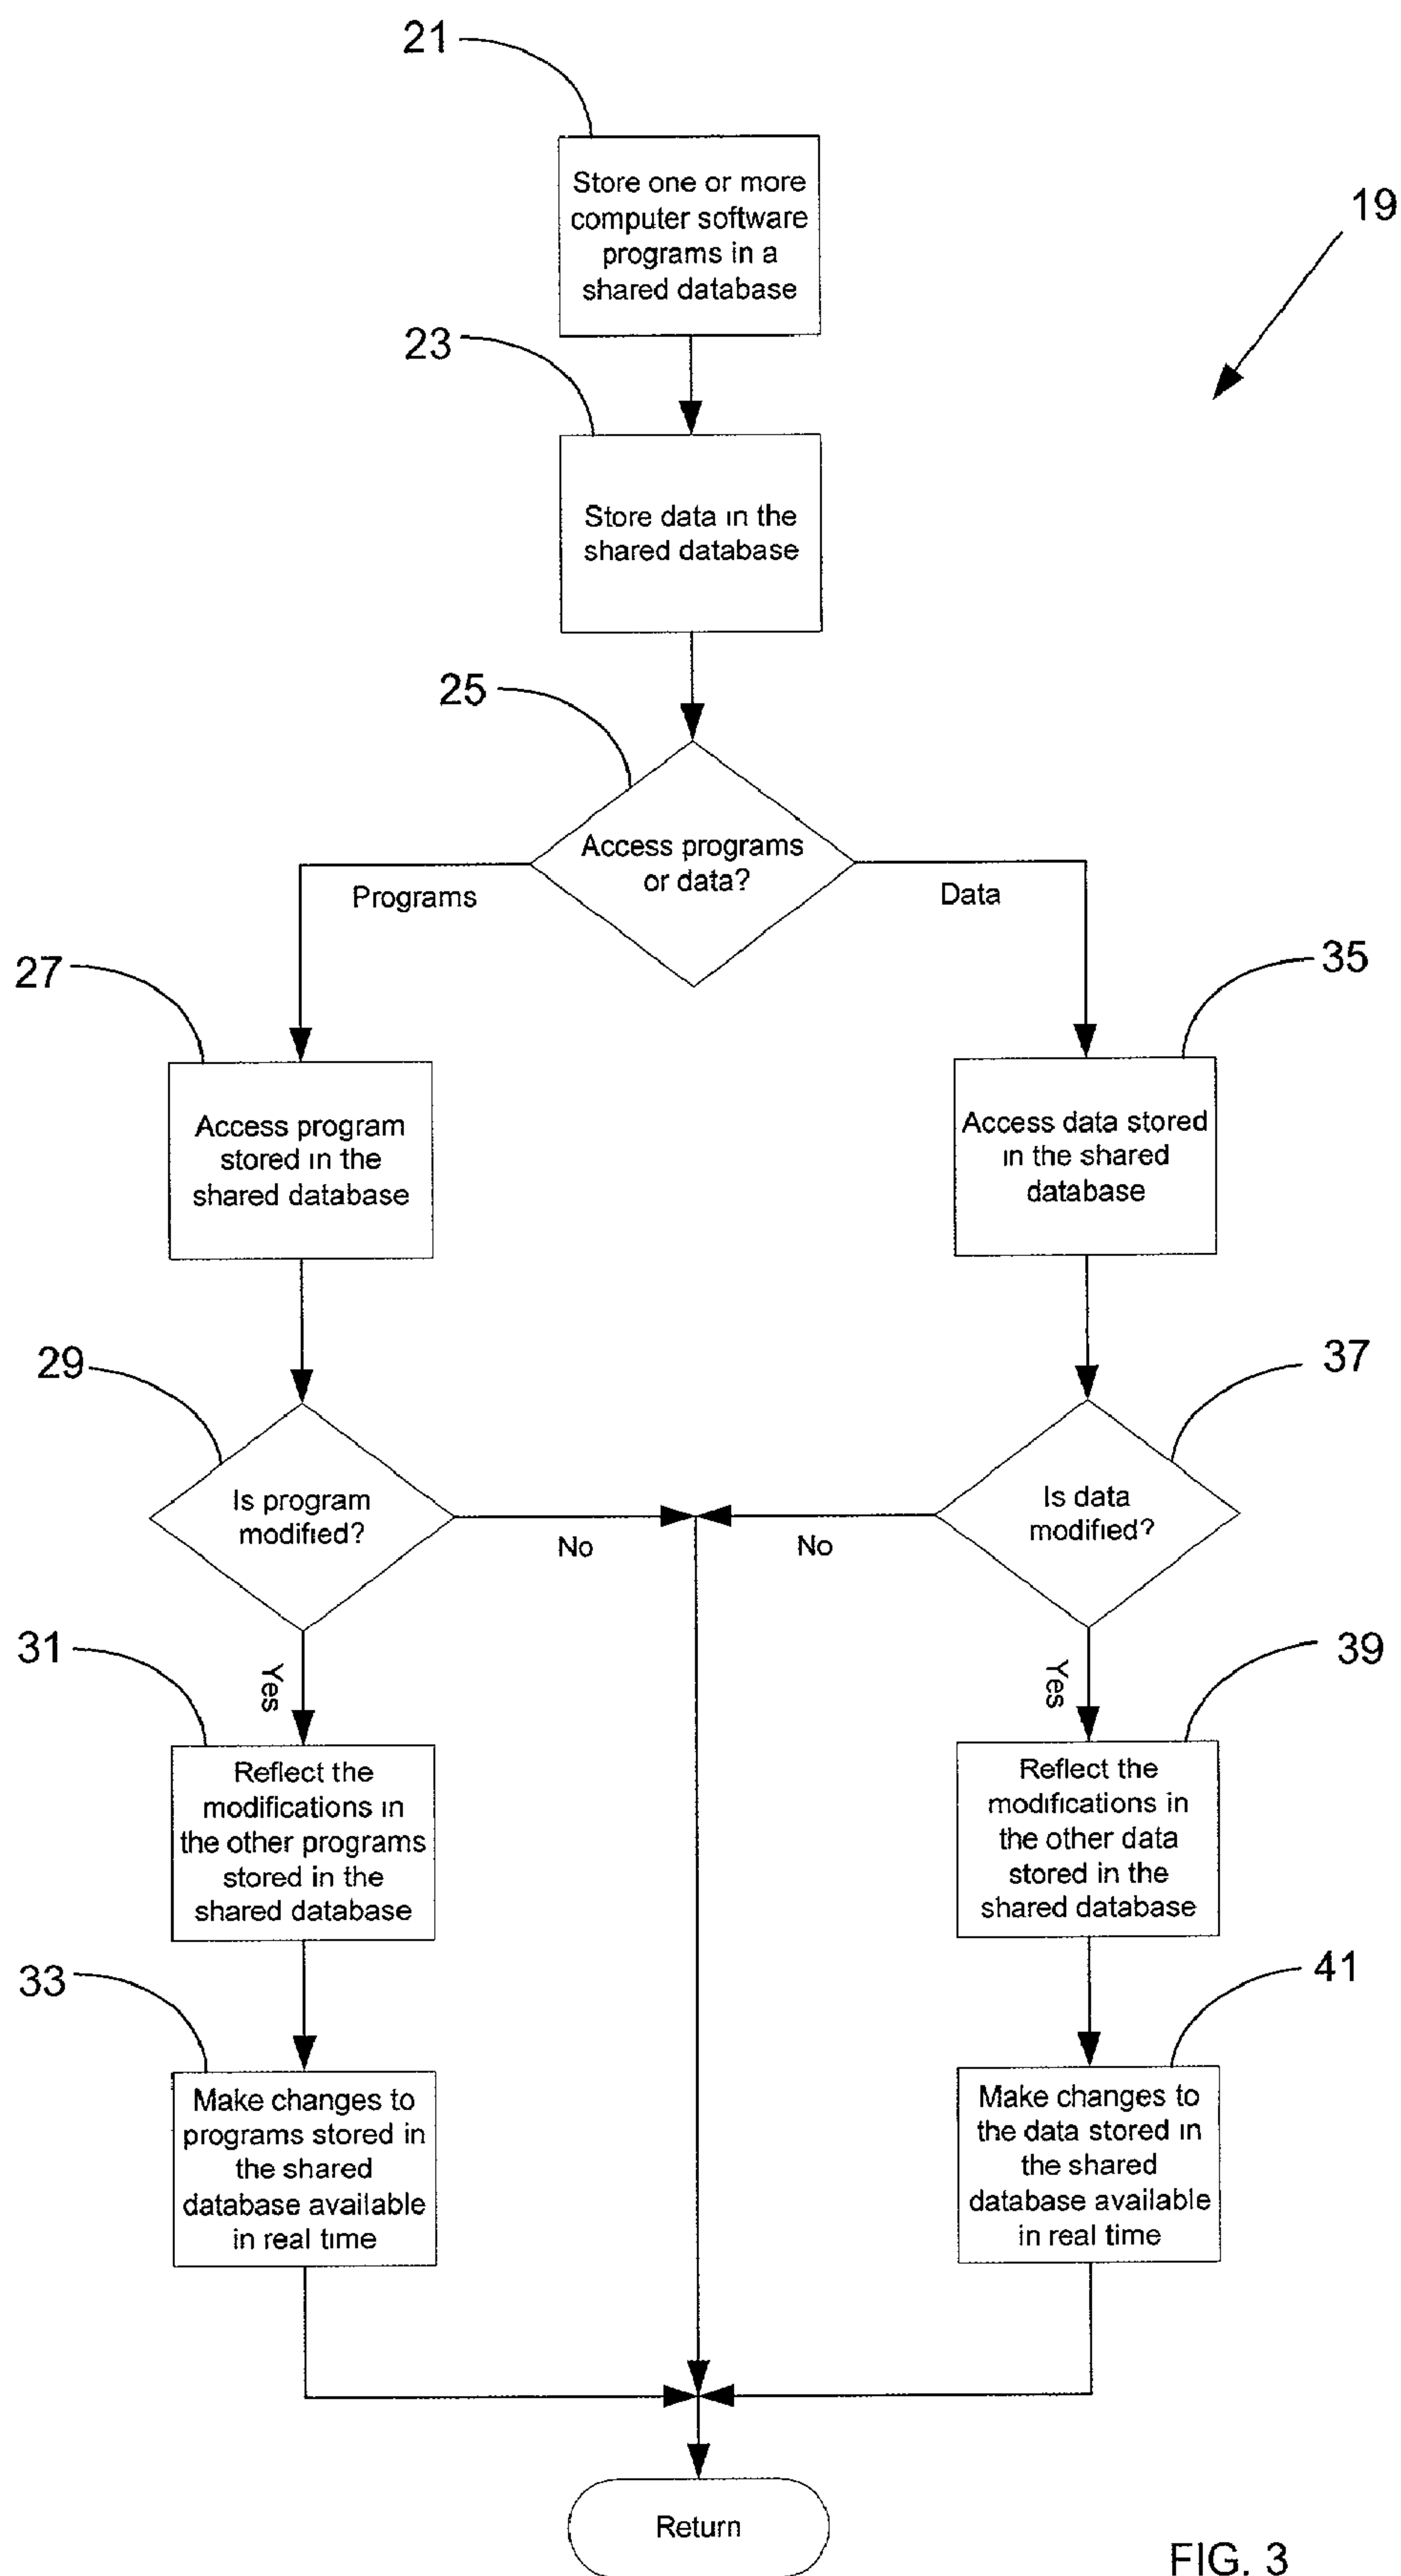 21
Store one or more
computer software
programs in a
shared database
19
23
Store data in the
shared database
25
Access programs
or data?
Programs
Data
27
35
Access program
stored in the
shared database
Access data stored
in the shared
database
29
37
Is program
modified?
No
Is data
modified?
No
31
Yes
39
Yes
Reflect the
modifications in
the other programs
stored in the
shared database
Reflect the
modifications in
the other data
stored in the
shared database
33
41
Make changes to
programs stored in
the shared
database available
in real time
Make changes to
the data stored in
the shared
database available
in real time
Return
FIG. 3